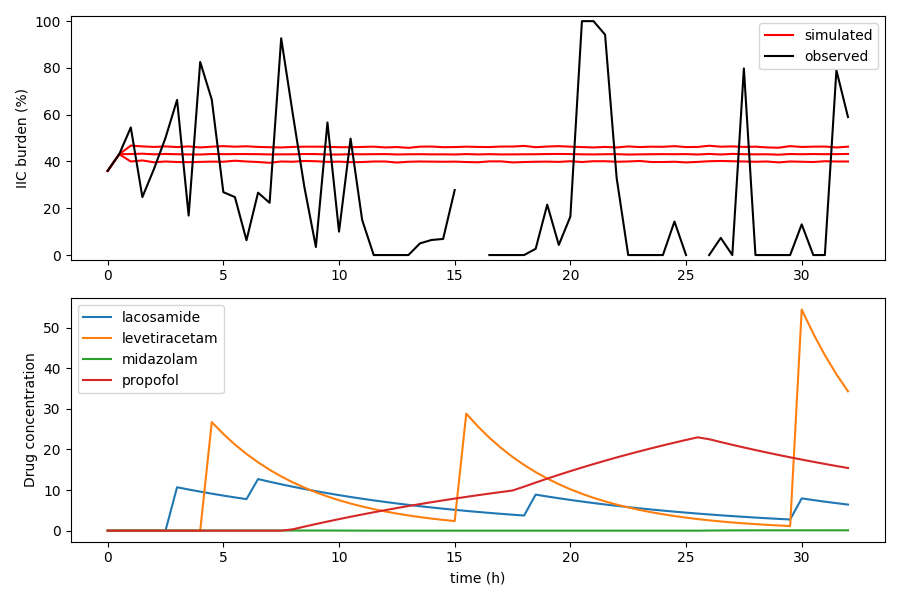 100
80
60
40
20
0
IIC burden (%)
simulated
observed
0
5
10
15
20
25
30
50
40
30
20
10
0
Drug concentration
lacosamide
levetiracetam
midazolam
propofol
0
5
10
15
20
25
30
time (h)